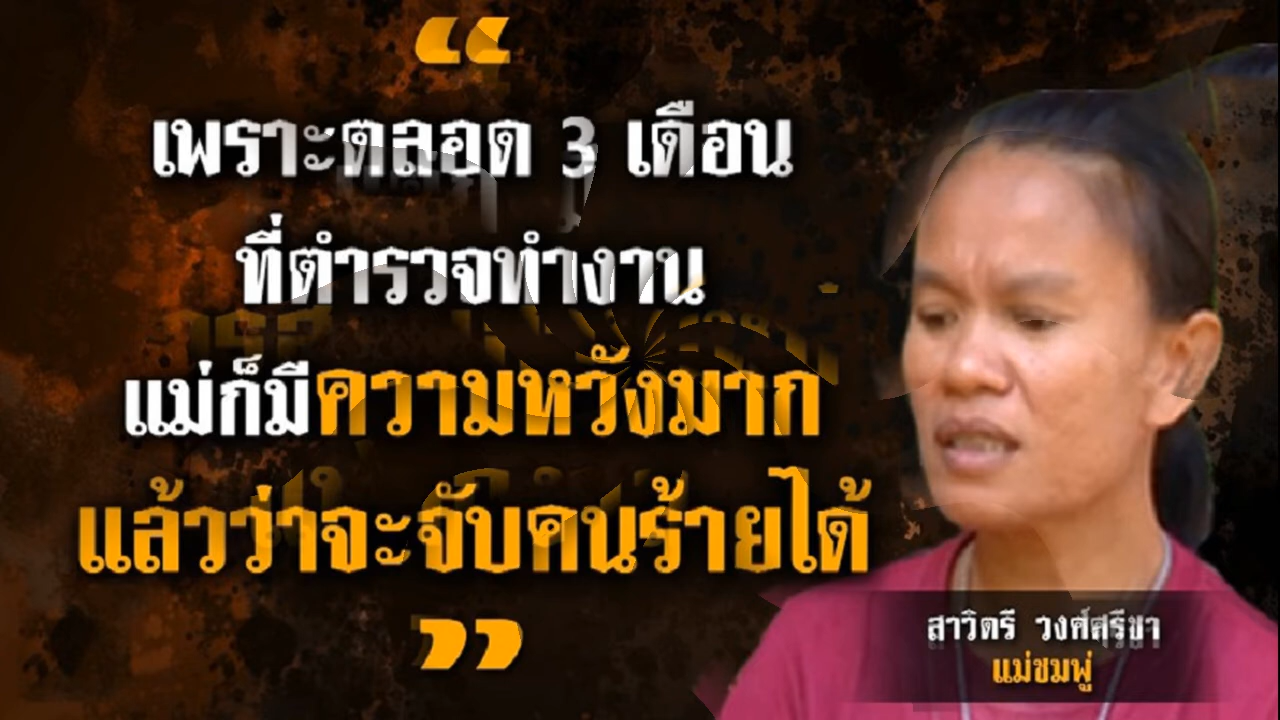 “
เพราะตลอด 3 เดือน
ที่ตำรวจทำงาน
แม่ก็มีความหวังมาก
แล้วว่าจะจับคนร้ายได้
”
สาวิตรี วงศ์ศรีชา
แม่ชมพู่